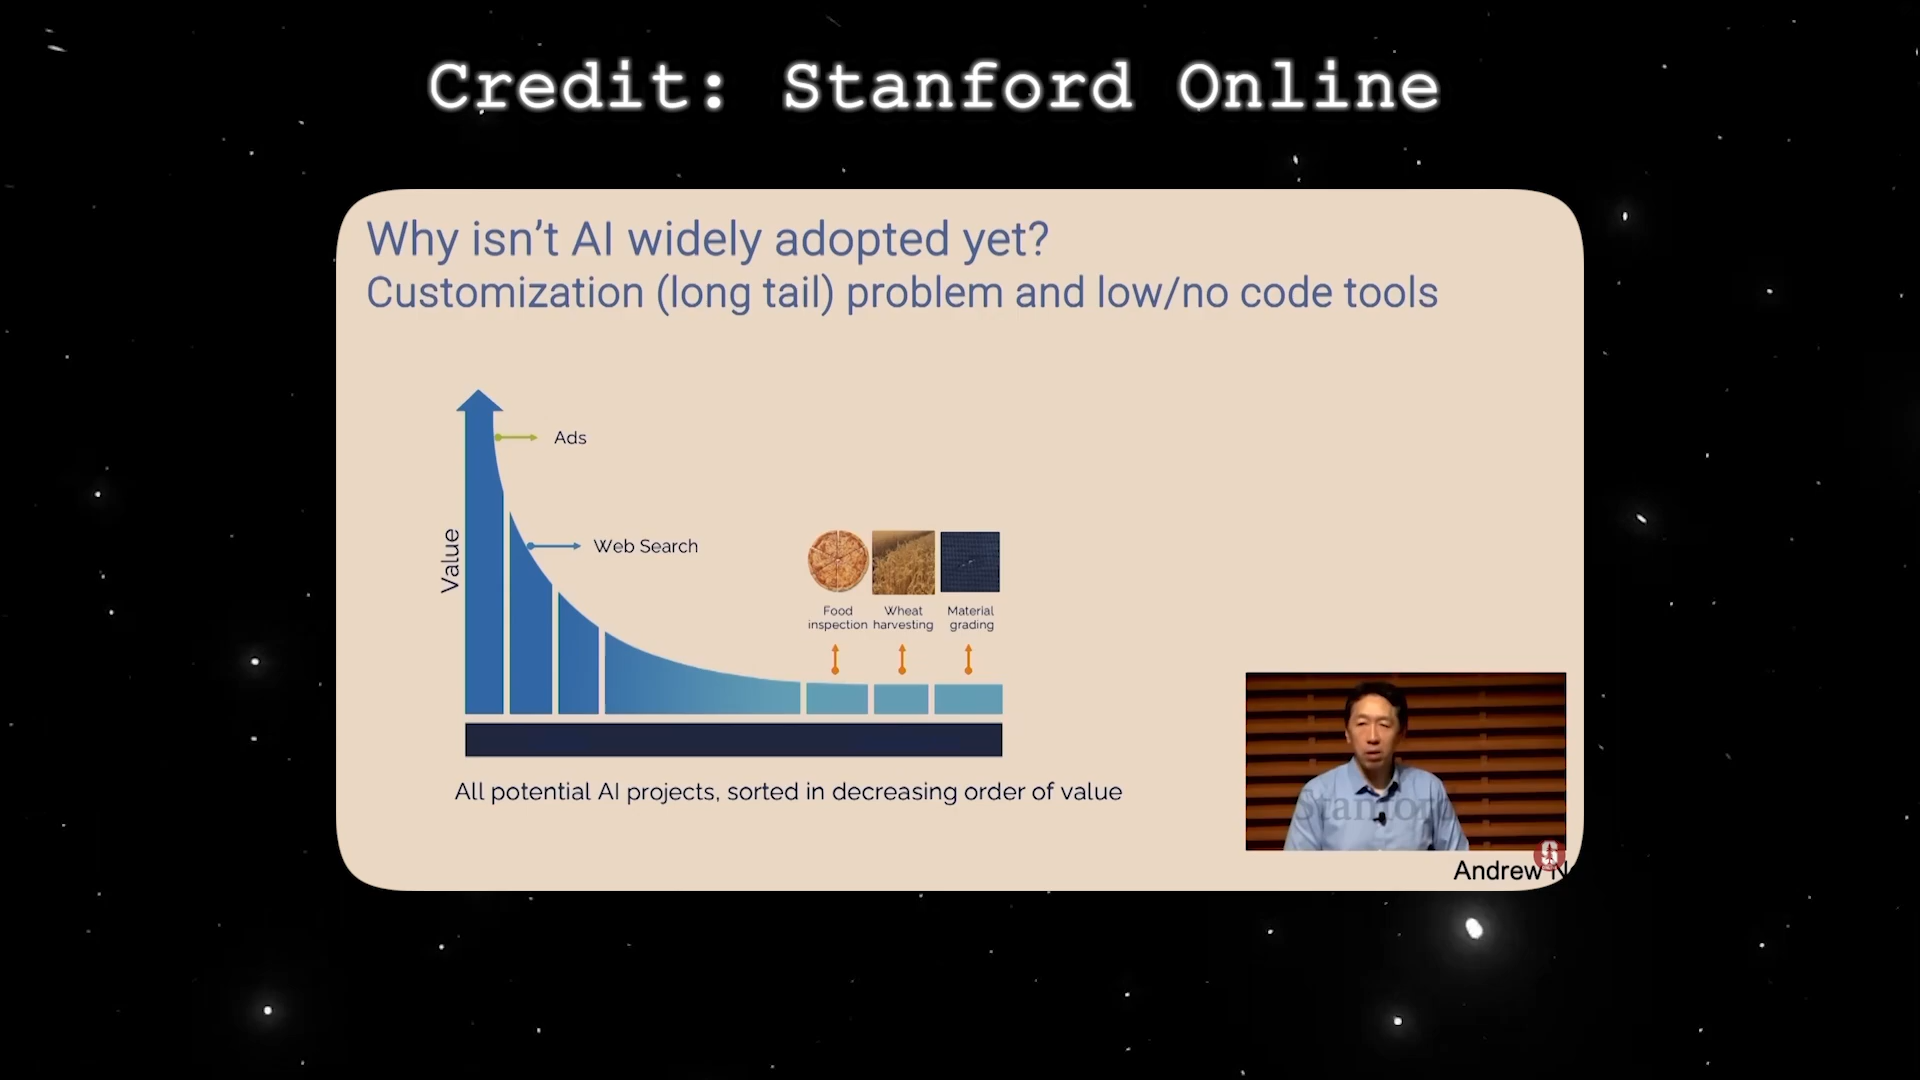 Credit: Stanford Online
Why isn't AI widely adopted yet?
Customization (long tail) problem and low/no code tools
Ads
Value
Web Search
Food
inspection
Wheat
harvesting
Material
grading
All potential AI projects, sorted in decreasing order of value
Stanford
Andrew